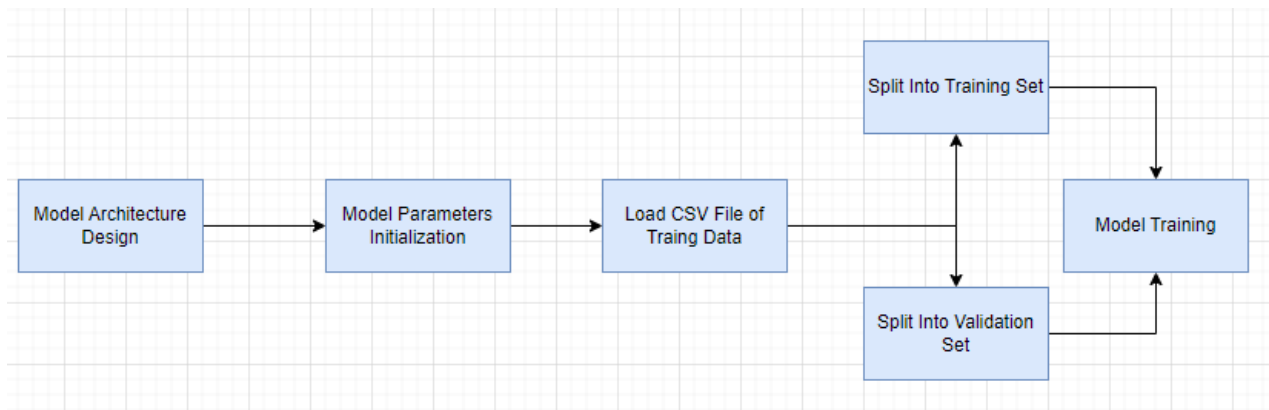 Model Architecture
Design
Model Parameters
Initialization
Load CSV File of
Traing Data
Split Into Training Set
Split Into Validation
Set
Model Training